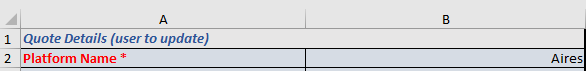 A B
1 Quote Details (user to update)
2 Platform Name * Aires